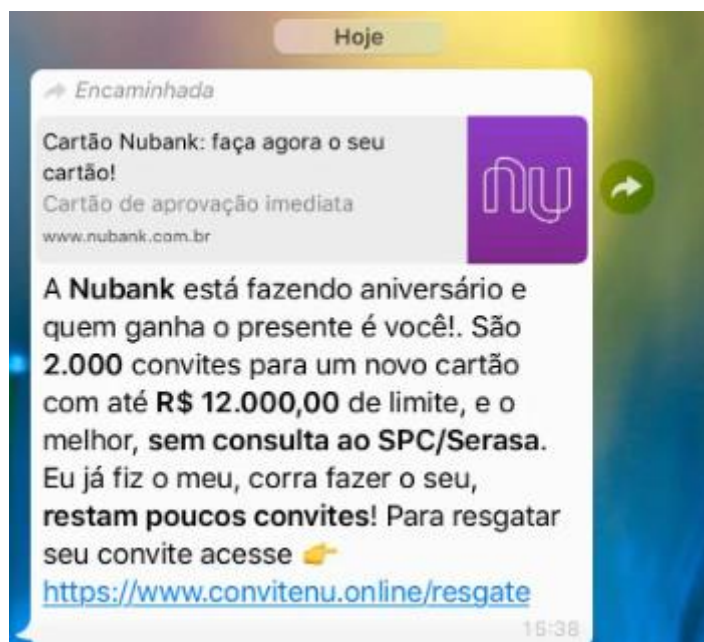 Hoje
Encaminhada
Cartão Nubank: faça agora o seu
cartão!
Cartão de aprovação imediata
www.nubank.com.br
nu
A Nubank está fazendo aniversário e
quem ganha o presente é você!. São
2.000 convites para um novo cartão
com até R$ 12.000,00 de limite, e o
melhor, sem consulta ao SPC/Serasa.
Eu já fiz o meu, corra fazer o seu,
restam poucos convites! Para resgatar
seu convite acesse 👉
https://www.convitenu.online/resgate
15:38